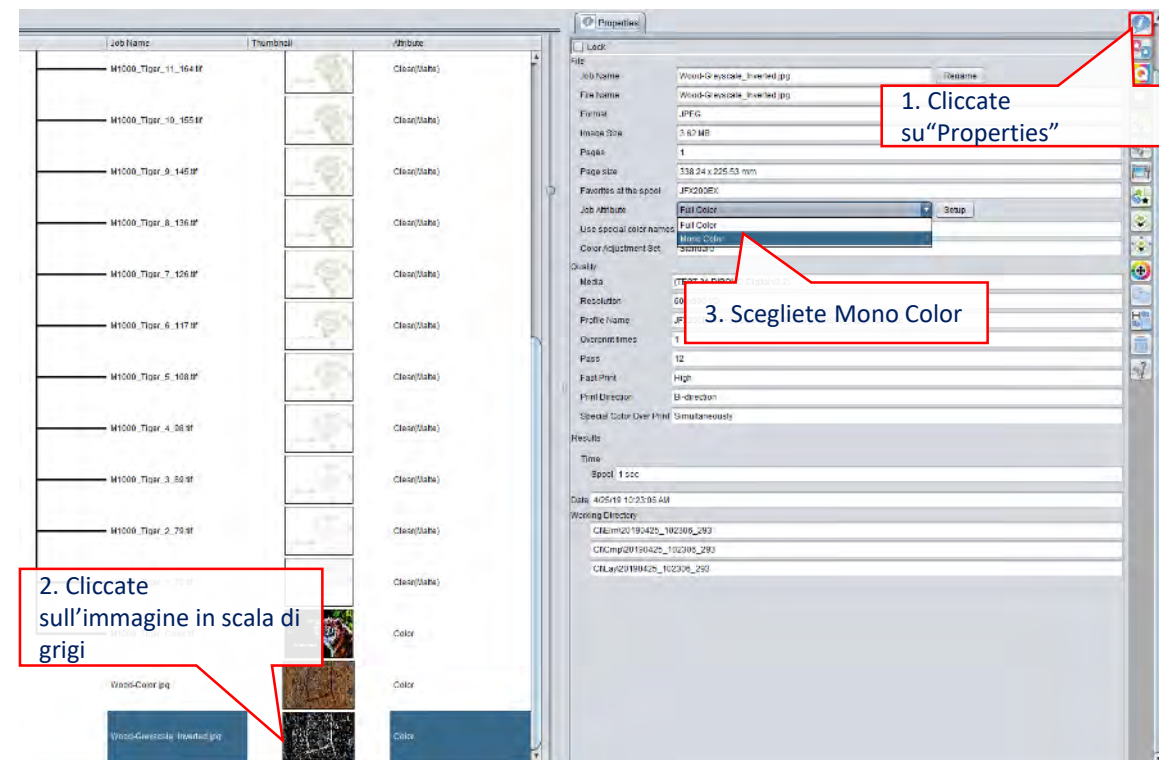 Properties
Job Name Thumbnail Attribute
Lock
File
M1000_Tiger_11_164.tif Clear(Matte)
Job Name Wood-Greyscale_Inverted.jpg Rename
File Name Wood-Greyscale_Inverted.jpg
1. Cliccate
su“Properties”
M1000_Tiger_10_155.tif Clear(Matte)
Format JPEG
Image Size 3.62 MB
Pages 1
M1000_Tiger_9_145.tif Clear(Matte)
Page size 338.24 x 225.53 mm
Favorites at the spool JFX200EX
Job Attribute Full Color Setup
M1000_Tiger_8_136.tif Clear(Matte)
Use special color names Full Color
Mono Color
Color Adjustment Set Standard
Quality
M1000_Tiger_7_126.tif Clear(Matte)
Media
Resolution
3. Scegliete Mono Color
Profile Name
M1000_Tiger_6_117.tif Clear(Matte)
Overprint times 1
Pass 12
M1000_Tiger_5_108.tif Clear(Matte)
Fast Print High
Print Direction Bi-direction
Special Color Over Print Simultaneously
M1000_Tiger_4_98.tif Clear(Matte)
Results
Time
Spool 1 sec
M1000_Tiger_3_89.tif Clear(Matte)
Date 4/25/19 10:23:06 AM
Working Directory
M1000_Tiger_2_79.tif Clear(Matte)
C\Elm\20190425_102306_293
C\Cmp\20190425_102306_293
C\Lay\20190425_102306_293
Clear(Matte)
2. Cliccate
sull’immagine in scala di
grigi
Color
Wood-Color.jpg Color
Wood-Greyscale_Inverted.jpg Color